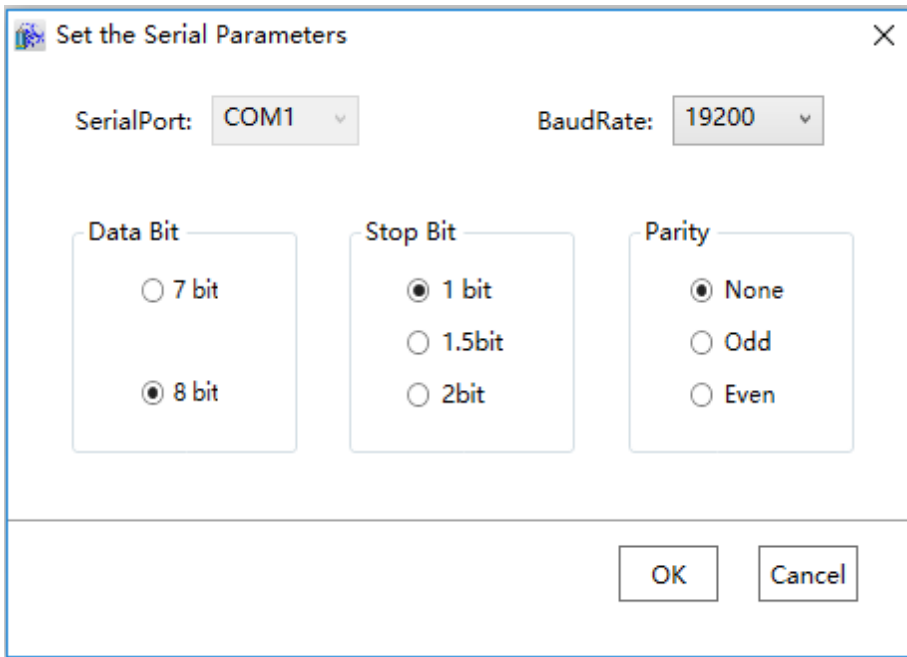 Set the Serial Parameters
SerialPort: COM1 BaudRate: 19200
Data Bit Stop Bit Parity
7 bit 1 bit None
1.5bit Odd
8 bit 2bit Even
OK Cancel